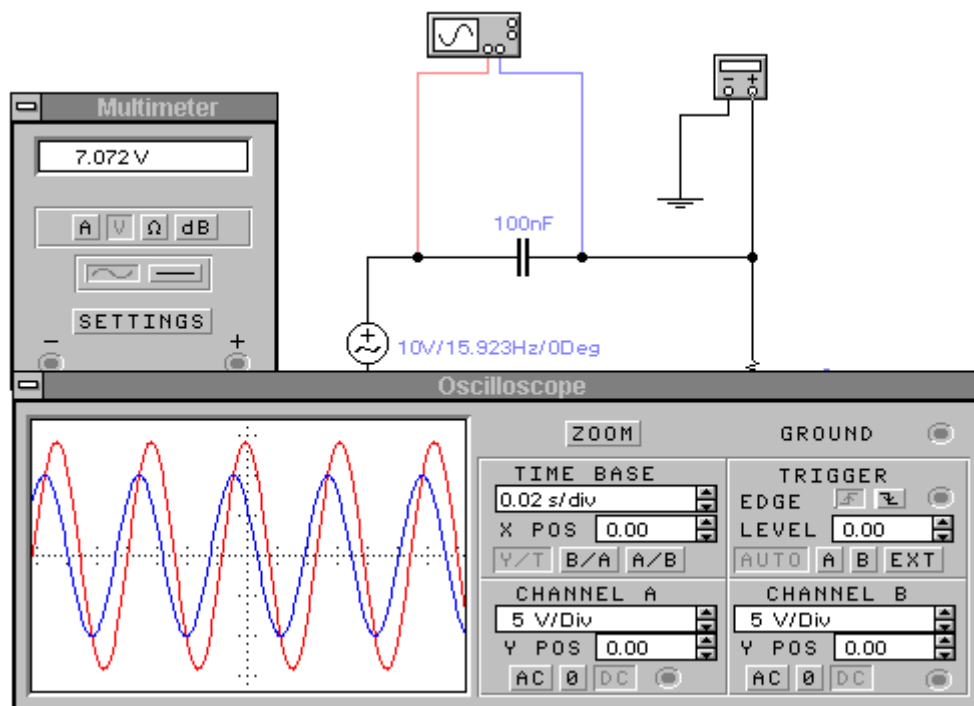 Multimeter
7.072 V
A V Ω dB
SETTINGS
− +
− +
100nF
+
10V/15.923Hz/0Deg
Oscilloscope
ZOOM GROUND
TIME BASE
0.02 s/div
X POS 0.00
Y/T B/A A/B
TRIGGER
EDGE
LEVEL 0.00
AUTO A B EXT
CHANNEL A
5 V/Div
Y POS 0.00
AC 0 DC
CHANNEL B
5 V/Div
Y POS 0.00
AC 0 DC